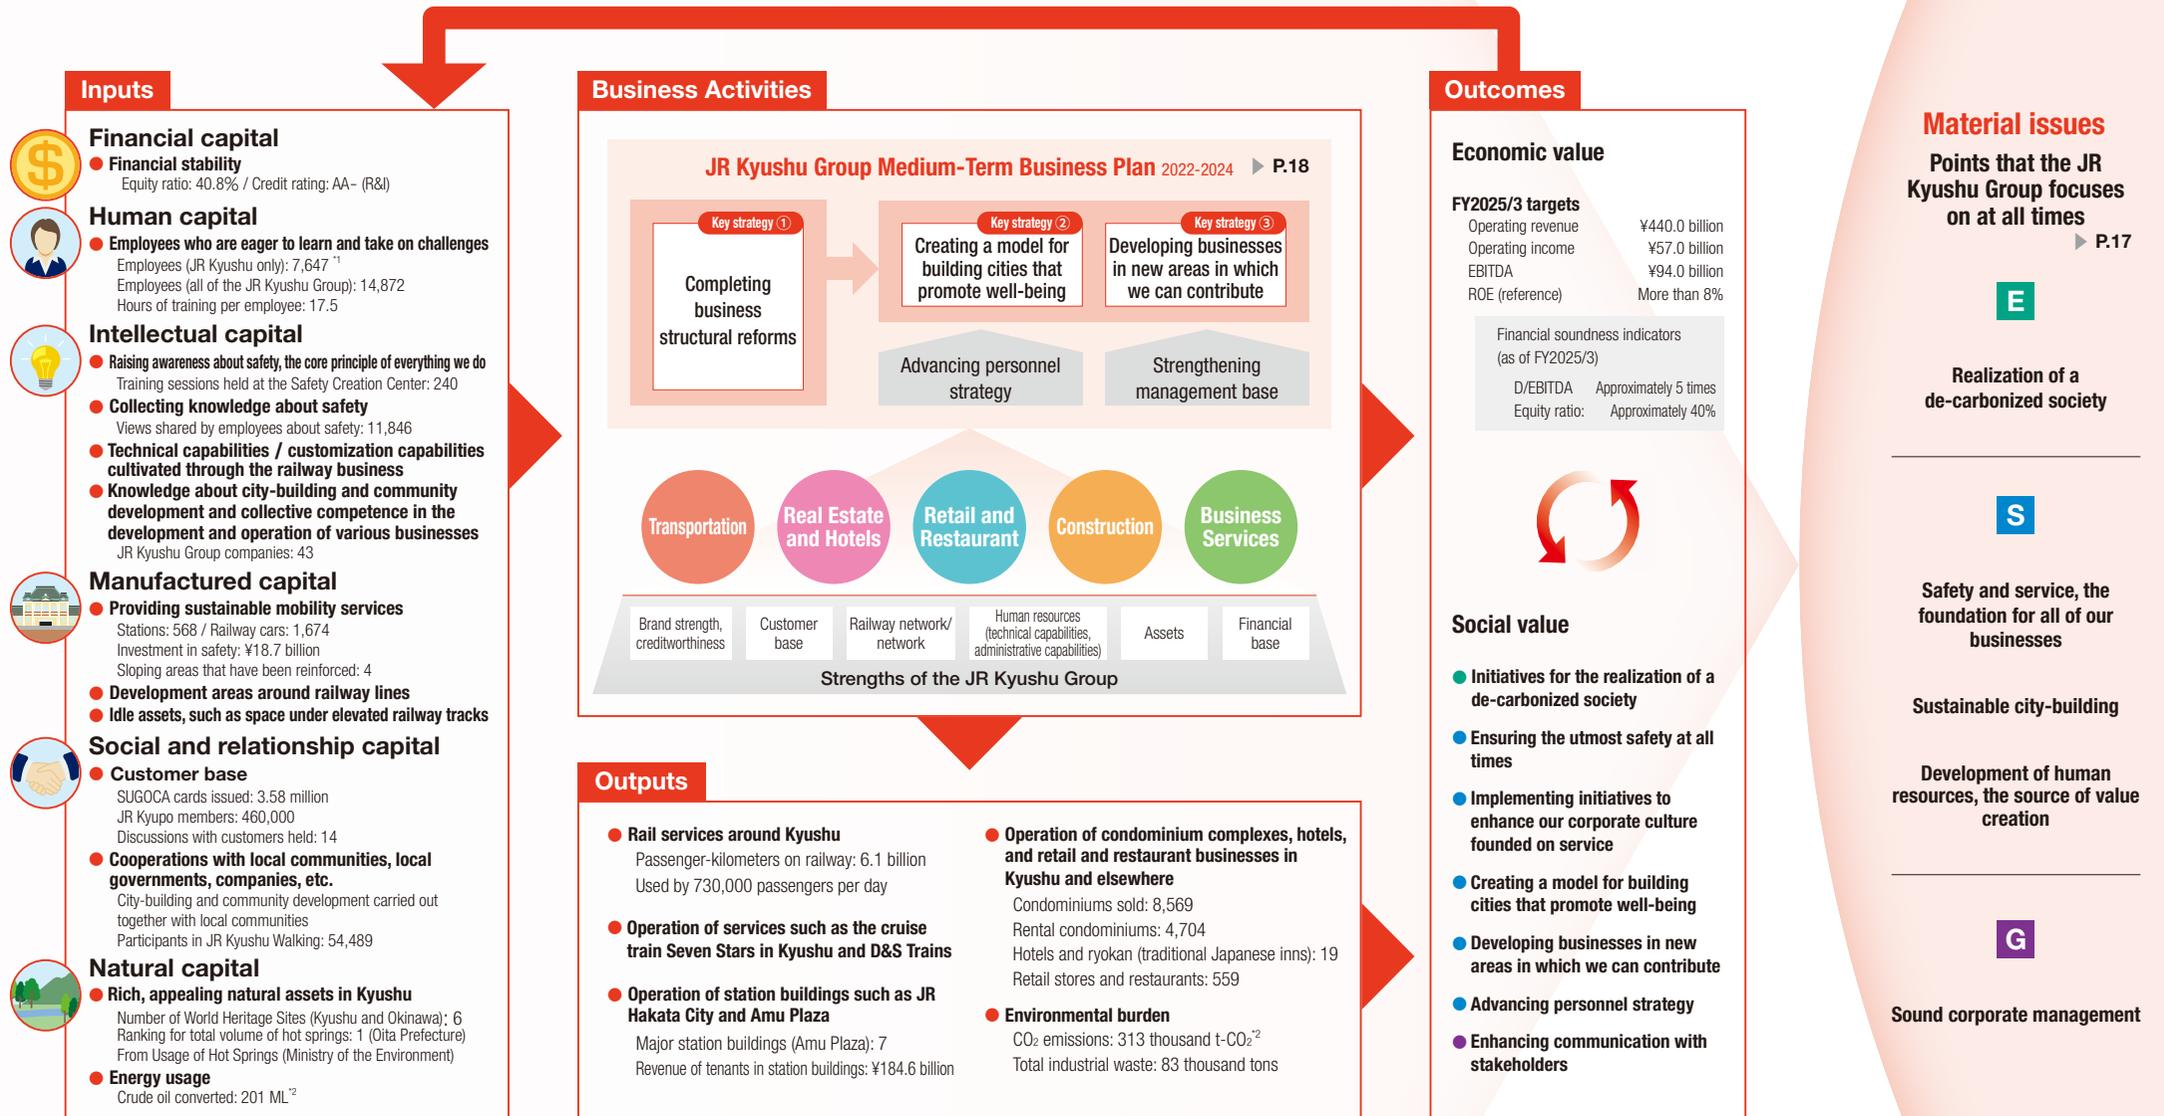 Inputs
Financial capital
Financial stability
Equity ratio: 40.8% / Credit rating: AA– (R&I)
Human capital
Employees who are eager to learn and take on challenges
Employees (JR Kyushu only): 7,647 *1
Employees (all of the JR Kyushu Group): 14,872
Hours of training per employee: 17.5
Intellectual capital
Raising awareness about safety, the core principle of everything we do
Training sessions held at the Safety Creation Center: 240
Collecting knowledge about safety
Views shared by employees about safety: 11,846
Technical capabilities / customization capabilities
cultivated through the railway business
Knowledge about city-building and community
development and collective competence in the
development and operation of various businesses
JR Kyushu Group companies: 43
Manufactured capital
Providing sustainable mobility services
Stations: 568 / Railway cars: 1,674
Investment in safety: ¥18.7 billion
Sloping areas that have been reinforced: 4
Development areas around railway lines
Idle assets, such as space under elevated railway tracks
Social and relationship capital
Customer base
SUGOCA cards issued: 3.58 million
JR Kyupo members: 460,000
Discussions with customers held: 14
Cooperations with local communities, local
governments, companies, etc.
City-building and community development carried out
together with local communities
Participants in JR Kyushu Walking: 54,489
Natural capital
Rich, appealing natural assets in Kyushu
Number of World Heritage Sites (Kyushu and Okinawa): 6
Ranking for total volume of hot springs: 1 (Oita Prefecture)
From Usage of Hot Springs (Ministry of the Environment)
Energy usage
Crude oil converted: 201 ML*2
Business Activities
JR Kyushu Group Medium-Term Business Plan 2022-2024 P.18
Key strategy ①
Completing
business
structural reforms
Key strategy ②
Creating a model for
building cities that
promote well-being
Key strategy ③
Developing businesses
in new areas in which
we can contribute
Advancing personnel
strategy
Strengthening
management base
Transportation
Real Estate
and Hotels
Retail and
Restaurant
Construction
Business
Services
Brand strength,
creditworthiness
Customer
base
Railway network/
network
Human resources
(technical capabilities,
administrative capabilities)
Assets
Financial
base
Strengths of the JR Kyushu Group
Outputs
Rail services around Kyushu
Passenger-kilometers on railway: 6.1 billion
Used by 730,000 passengers per day
Operation of services such as the cruise
train Seven Stars in Kyushu and D&S Trains
Operation of station buildings such as JR
Hakata City and Amu Plaza
Major station buildings (Amu Plaza): 7
Revenue of tenants in station buildings: ¥184.6 billion
Operation of condominium complexes, hotels,
and retail and restaurant businesses in
Kyushu and elsewhere
Condominiums sold: 8,569
Rental condominiums: 4,704
Hotels and ryokan (traditional Japanese inns): 19
Retail stores and restaurants: 559
Environmental burden
CO₂ emissions: 313 thousand t-CO₂*2
Total industrial waste: 83 thousand tons
Outcomes
Economic value
FY2025/3 targets
Operating revenue ¥440.0 billion
Operating income ¥57.0 billion
EBITDA ¥94.0 billion
ROE (reference) More than 8%
Financial soundness indicators
(as of FY2025/3)
D/EBITDA Approximately 5 times
Equity ratio: Approximately 40%
Social value
Initiatives for the realization of a
de-carbonized society
Ensuring the utmost safety at all
times
Implementing initiatives to
enhance our corporate culture
founded on service
Creating a model for building
cities that promote well-being
Developing businesses in new
areas in which we can contribute
Advancing personnel strategy
Enhancing communication with
stakeholders
Material issues
Points that the JR
Kyushu Group focuses
on at all times
P.17
E
Realization of a
de-carbonized society
S
Safety and service, the
foundation for all of our
businesses
Sustainable city-building
Development of human
resources, the source of value
creation
G
Sound corporate management